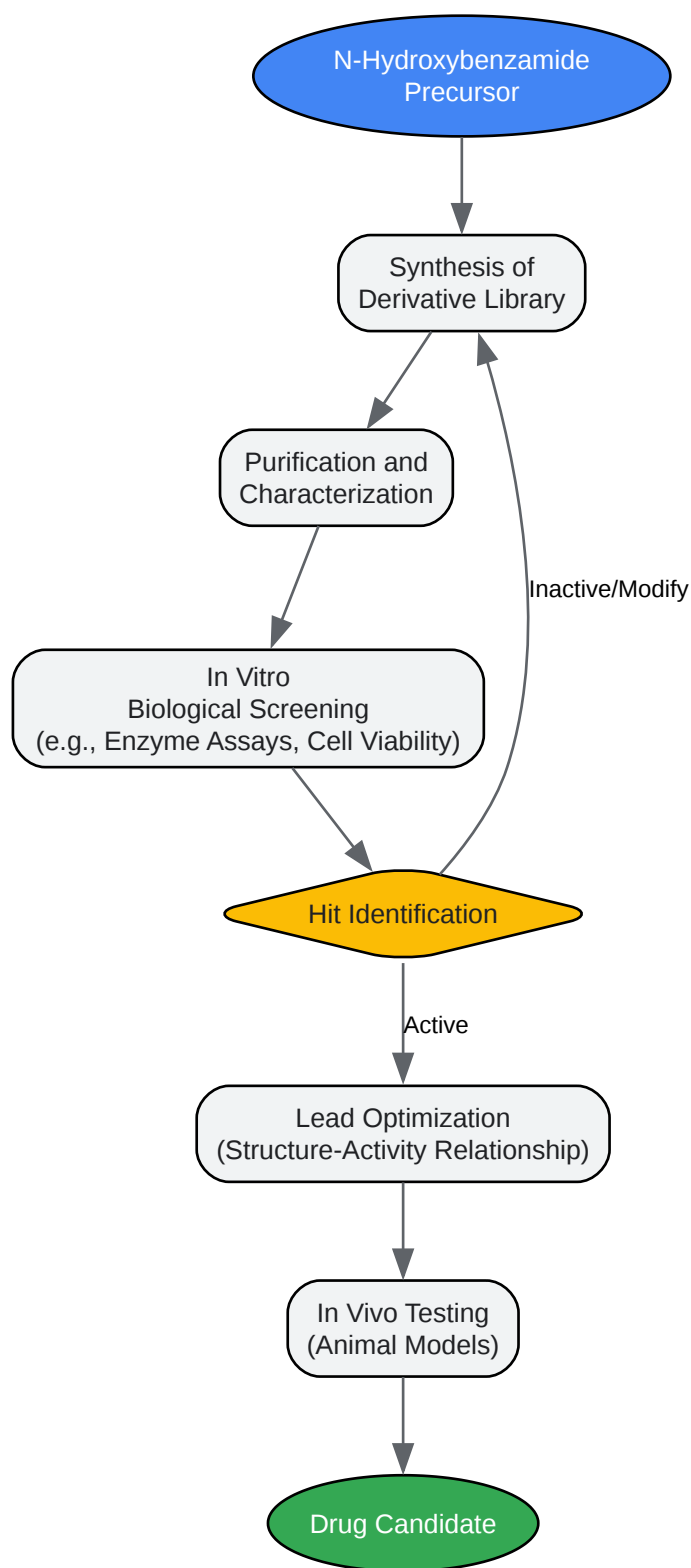 N-Hydroxybenzamide
Precursor
Synthesis of
Derivative Library
Purification and
Characterization
Inactive/Modify
In Vitro
Biological Screening
(e.g., Enzyme Assays, Cell Viability)
Hit Identification
Active
Lead Optimization
(Structure-Activity Relationship)
In Vivo Testing
(Animal Models)
Drug Candidate